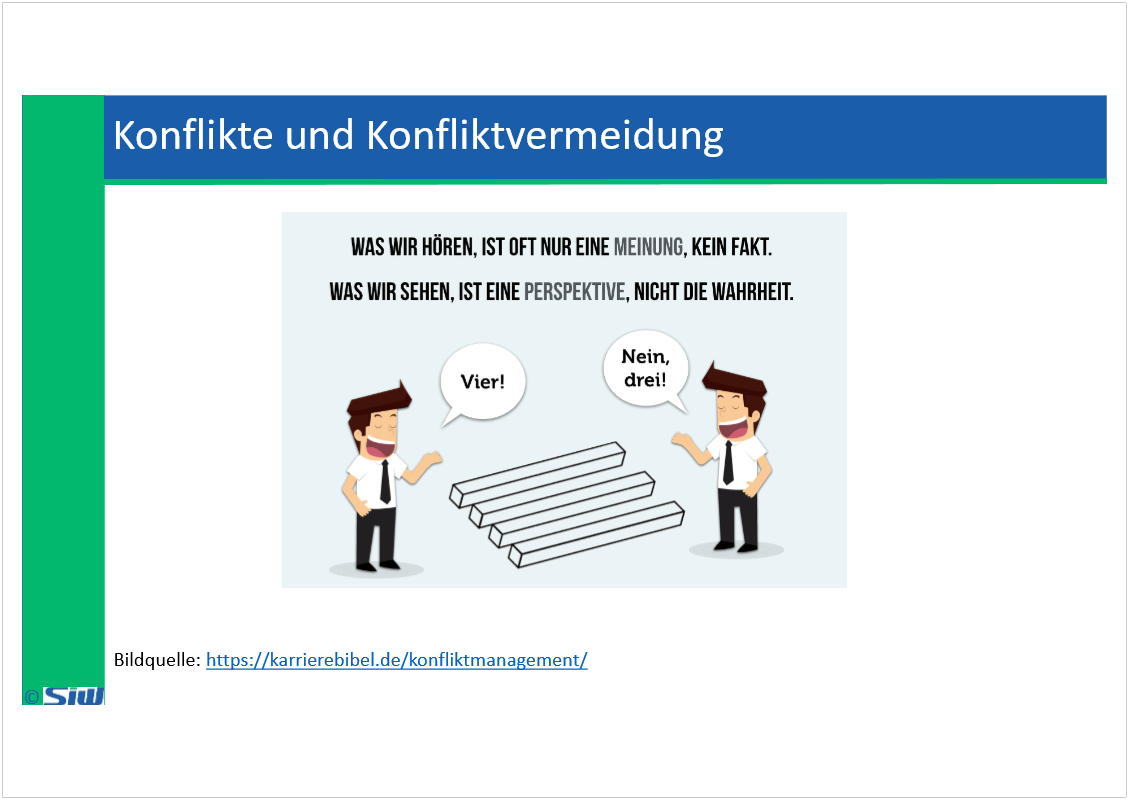 Konflikte und Konfliktvermeidung
WAS WIR HÖREN, IST OFT NUR EINE MEINUNG, KEIN FAKT.
WAS WIR SEHEN, IST EINE PERSPEKTIVE, NICHT DIE WAHRHEIT.
Vier!
Nein,
drei!
Bildquelle: https://karrierebibel.de/konfliktmanagement/
© SiW